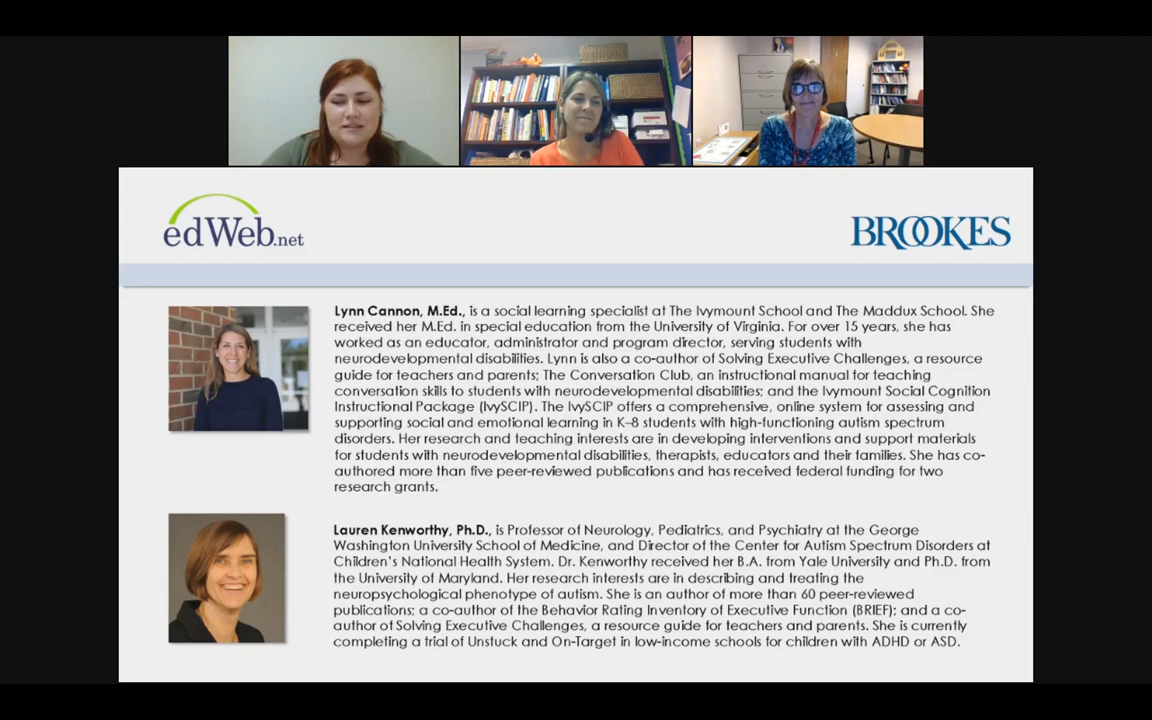 edWeb.net
BROOKES
Lynn Cannon, M.Ed., is a social learning specialist at The Ivymount School and The Maddux School. She
received her M.Ed. in special education from the University of Virginia. For over 15 years, she has
worked as an educator, administrator and program director, serving students with
neurodevelopmental disabilities. Lynn is also a co-author of Solving Executive Challenges, a resource
guide for teachers and parents; The Conversation Club, an instructional manual for teaching
conversation skills to students with neurodevelopmental disabilities; and the Ivymount Social Cognition
Instructional Package (IvySCIP). The IvySCIP offers a comprehensive, online system for assessing and
supporting social and emotional learning in K–8 students with high-functioning autism spectrum
disorders. Her research and teaching interests are in developing interventions and support materials
for students with neurodevelopmental disabilities, therapists, educators and their families. She has co-
authored more than five peer-reviewed publications and has received federal funding for two
research grants.
Lauren Kenworthy, Ph.D., is Professor of Neurology, Pediatrics, and Psychiatry at the George
Washington University School of Medicine, and Director of the Center for Autism Spectrum Disorders at
Children's National Health System. Dr. Kenworthy received her B.A. from Yale University and Ph.D. from
the University of Maryland. Her research interests are in describing and treating the
neuropsychological phenotype of autism. She is an author of more than 60 peer-reviewed
publications; a co-author of the Behavior Rating Inventory of Executive Function (BRIEF); and a co-
author of Solving Executive Challenges, a resource guide for teachers and parents. She is currently
completing a trial of Unstuck and On-Target in low-income schools for children with ADHD or ASD.